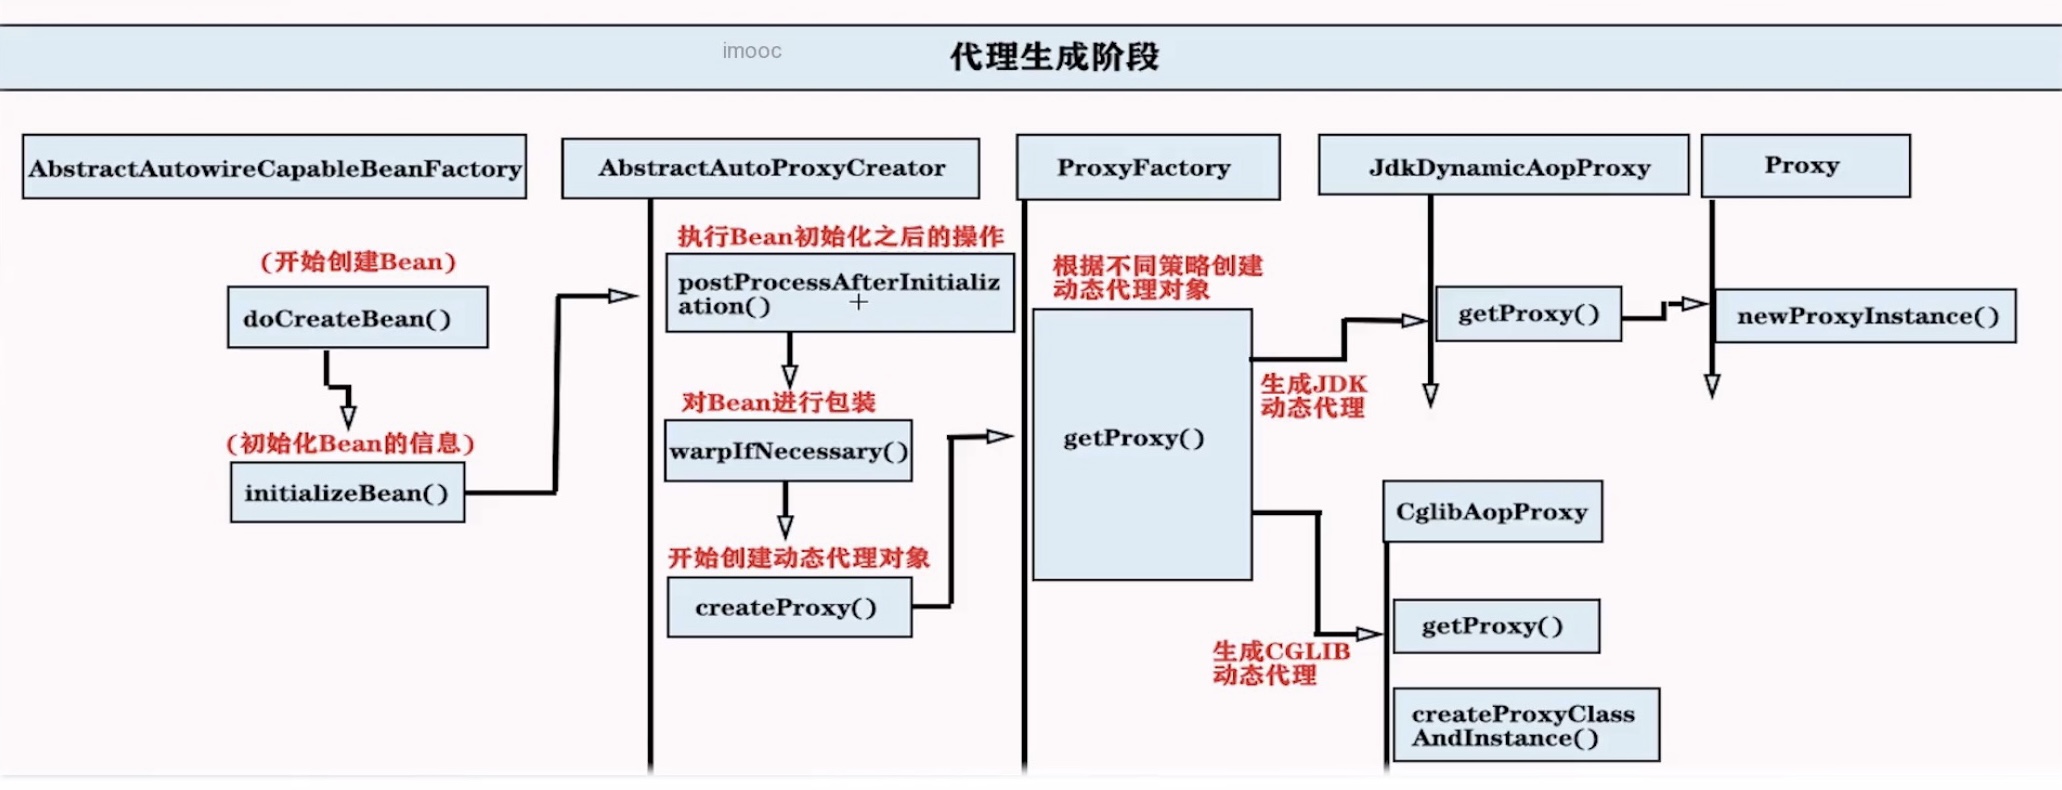 imooc
代理生成阶段
AbstractAutowireCapableBeanFactory
AbstractAutoProxyCreator
ProxyFactory
JdkDynamicAopProxy
Proxy
(开始创建Bean)
doCreateBean()
(初始化Bean的信息)
initializeBean()
执行Bean初始化之后的操作
postProcessAfterInitializ
ation()
对Bean进行包装
warpIfNecessary()
开始创建动态代理对象
createProxy()
根据不同策略创建
动态代理对象
getProxy()
生成JDK
动态代理
getProxy()
newProxyInstance()
生成CGLIB
动态代理
CglibAopProxy
getProxy()
createProxyClass
AndInstance()